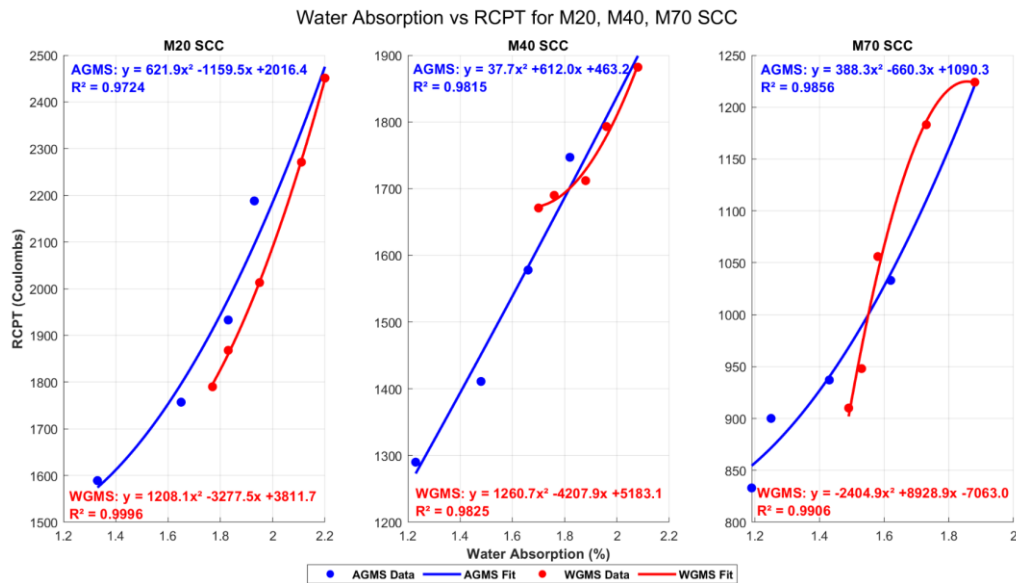 Water Absorption vs RCPT for M20, M40, M70 SCC
M20 SCC
AGMS: y = 621.9x² -1159.5x +2016.4
R² = 0.9724
WGMS: y = 1208.1x² -3277.5x +3811.7
R² = 0.9996
2500
2400
2300
2200
2100
2000
1900
1800
1700
1600
1500
1.2 1.4 1.6 1.8 2 2.2
RCPT (Coulombs)
M40 SCC
AGMS: y = 37.7x² +612.0x +463.2
R² = 0.9815
WGMS: y = 1260.7x² -4207.9x +5183.1
R² = 0.9825
1900
1800
1700
1600
1500
1400
1300
1200
1.2 1.4 1.6 1.8 2 2.2
Water Absorption (%)
M70 SCC
AGMS: y = 388.3x² -660.3x +1090.3
R² = 0.9856
WGMS: y = -2404.9x² +8928.9x -7063.0
R² = 0.9906
1250
1200
1150
1100
1050
1000
950
900
850
800
1.2 1.4 1.6 1.8 2
AGMS Data AGMS Fit WGMS Data WGMS Fit